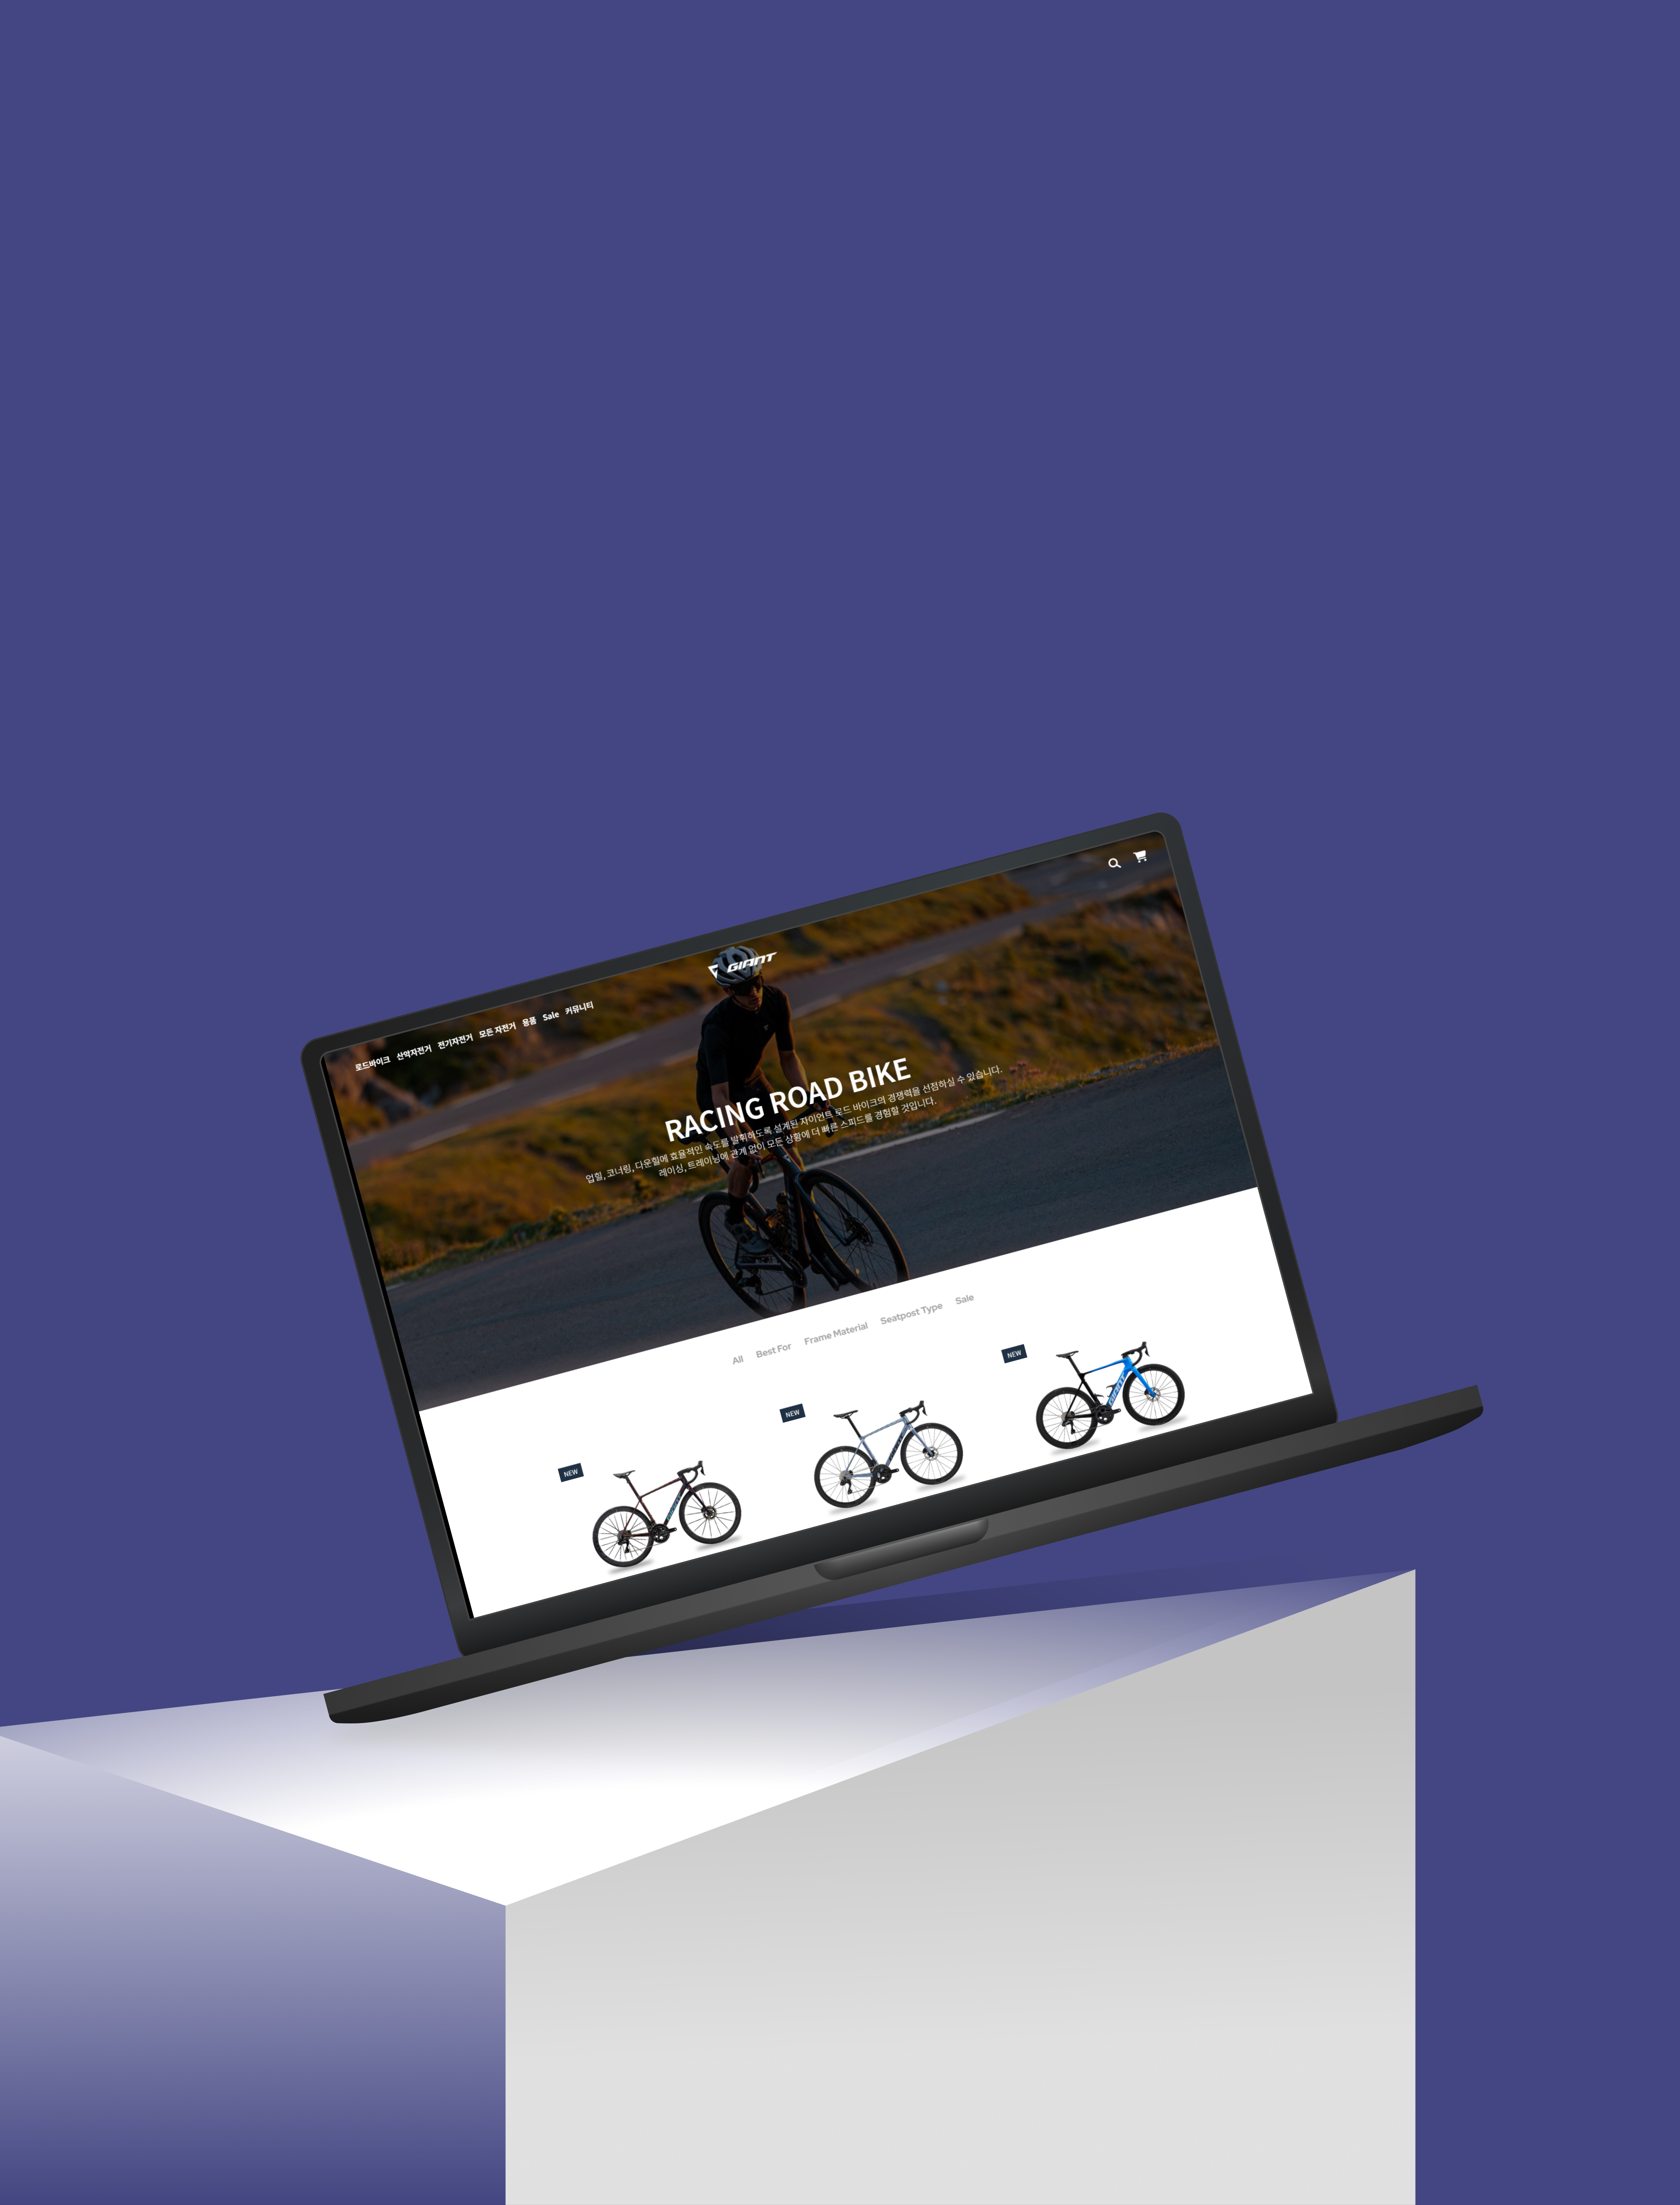 GIANT
로드바이크 산악자전거 전기자전거 모든 자전거 용품 Sale 커뮤니티
RACING ROAD BIKE
업힐, 코너링, 다운힐에 효율적인 속도를 발휘하도록 설계된 자이언트 로드 바이크의 경쟁력을 선점하실 수 있습니다.
레이싱, 트레이닝에 관계 없이 모든 상황에 더 빠른 스피드를 경험할 것입니다.
All Best For Frame Material Seatpost Type Sale
NEW
NEW
NEW
GIANT